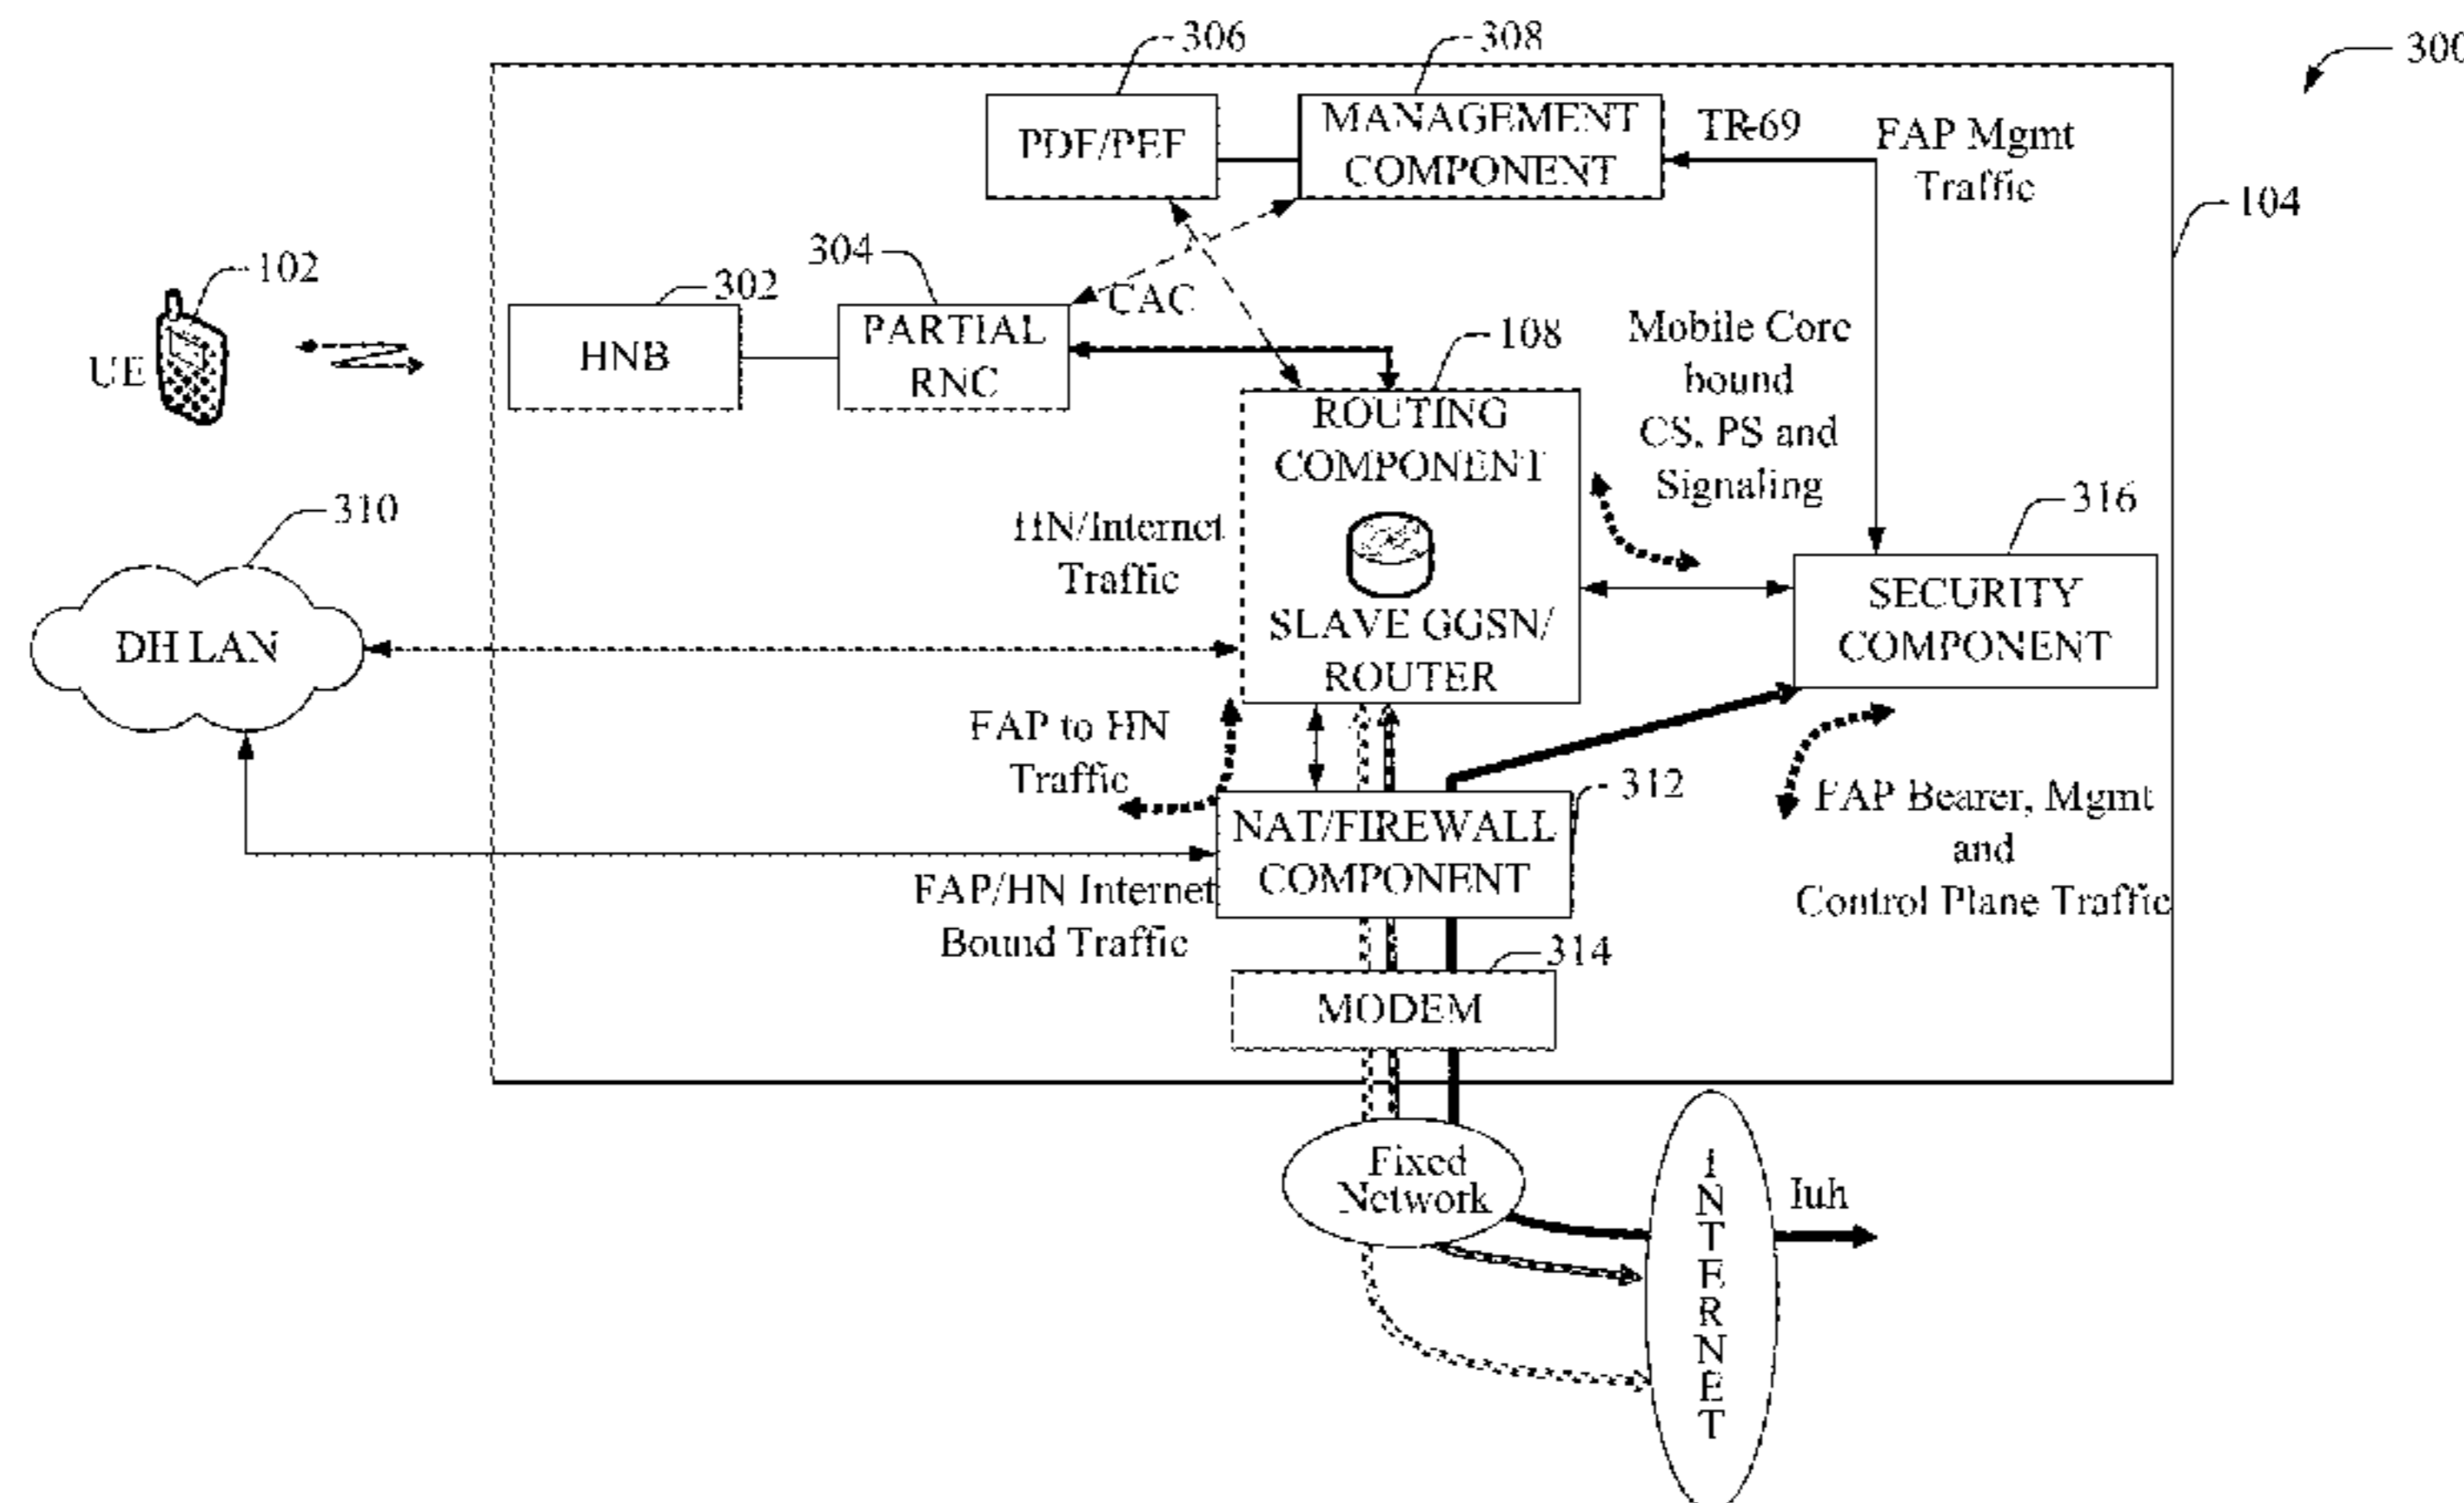 306
308
300
PDF/PEF
MANAGEMENT
COMPONENT
TR-69
FAP Mgmt
Traffic
104
102
UE
302
HNB
304
PARTIAL
RNC
CAC
108
ROUTING
COMPONENT
SLAVE GGSN/
ROUTER
Mobile Core
bound
CS, PS and
Signaling
316
SECURITY
COMPONENT
310
DH LAN
HN/Internet
Traffic
FAP to HN
Traffic
312
NAT/FIREWALL
COMPONENT
FAP Bearer, Mgmt
and
Control Plane Traffic
FAP/HN Internet
Bound Traffic
314
MODEM
Fixed
Network
INTERNET
Iuh